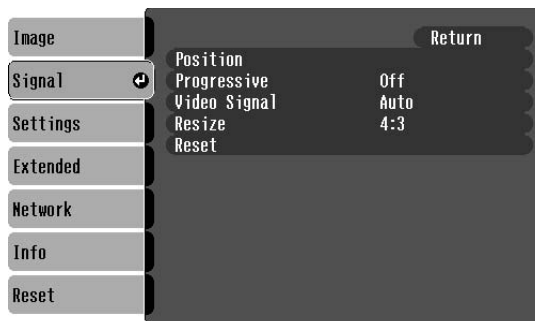 Image
Signal
Settings
Extended
Network
Info
Reset
Return
Position
Progressive Off
Video Signal Auto
Resize 4:3
Reset